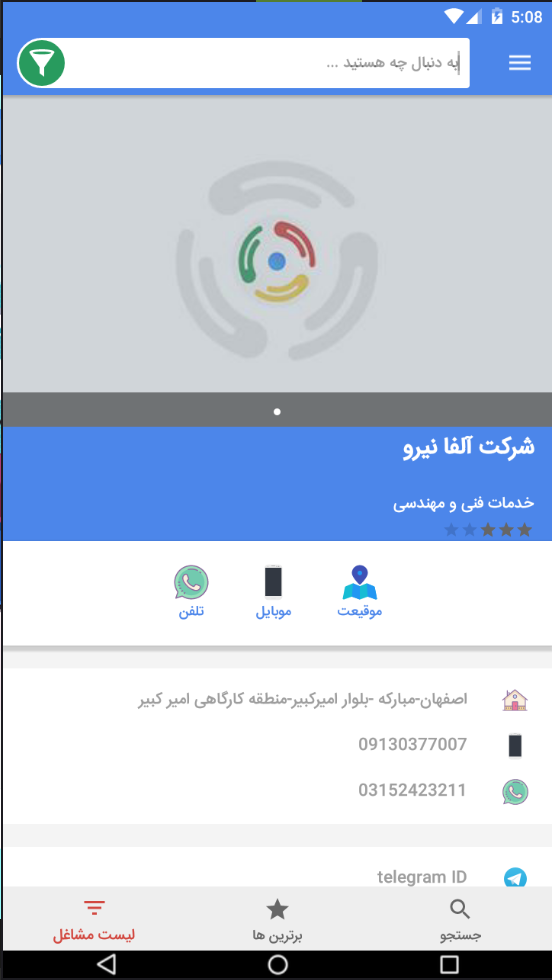 5:08
به دنبال چه هستید ...
شرکت آلفا نیرو
خدمات فنی و مهندسی
موقیعت
موبایل
تلفن
اصفهان-مبارکه -بلوار امیرکبیر-منطقه کارگاهی امیر کبیر
09130377007
03152423211
telegram ID
جستجو
برترین ها
لیست مشاغل